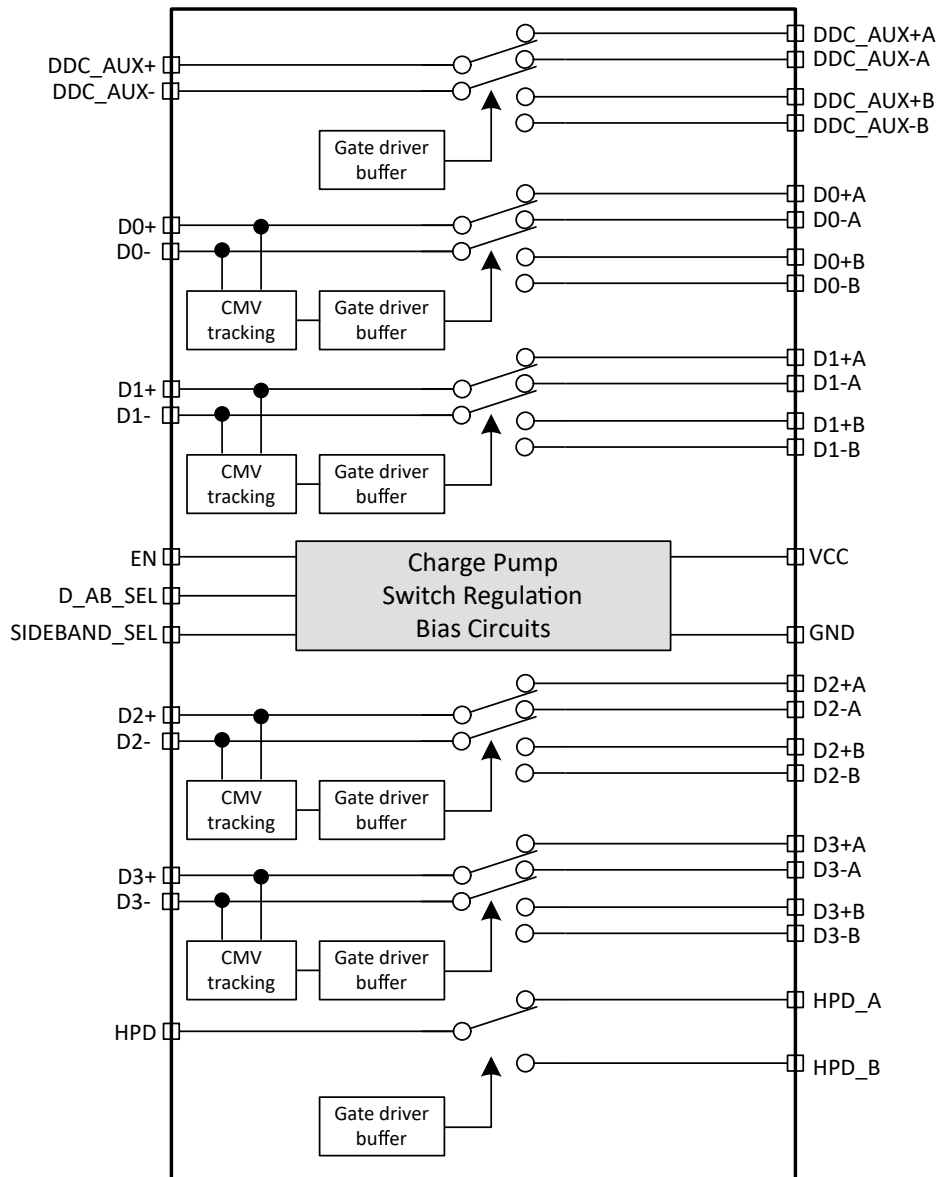 DDC_AUX+
DDC_AUX-
DDC_AUX+A
DDC_AUX-A
DDC_AUX+B
DDC_AUX-B
Gate driver
buffer
D0+
D0-
D0+A
D0-A
D0+B
D0-B
CMV
tracking
Gate driver
buffer
D1+
D1-
D1+A
D1-A
D1+B
D1-B
CMV
tracking
Gate driver
buffer
EN
D_AB_SEL
SIDEBAND_SEL
Charge Pump
Switch Regulation
Bias Circuits
VCC
GND
D2+
D2-
D2+A
D2-A
D2+B
D2-B
CMV
tracking
Gate driver
buffer
D3+
D3-
D3+A
D3-A
D3+B
D3-B
CMV
tracking
Gate driver
buffer
HPD
HPD_A
HPD_B
Gate driver
buffer